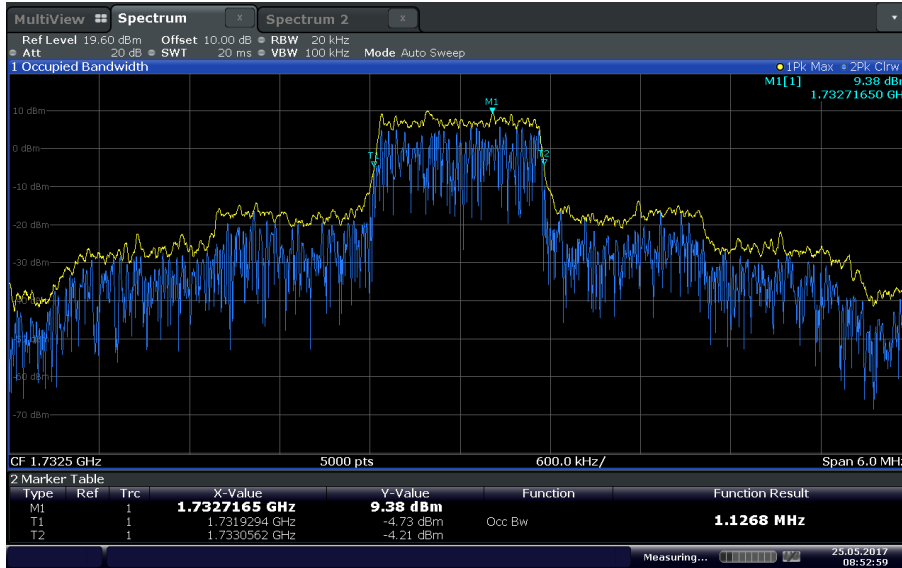 MultiView Spectrum x Spectrum 2 x
Ref Level 19.60 dBm Offset 10.00 dB RBW 20 kHz
Att 20 dB SWT 20 ms VBW 100 kHz Mode Auto Sweep
1 Occupied Bandwidth 1Pk Max 2Pk Clrw
M1[1] 9.38 dBm
1.73271650 GH
M1
10 dBm
0 dBm
T2
-10 dBm
-20 dBm
-30 dBm
-60 dBm
-70 dBm
CF 1.7325 GHz 5000 pts 600.0 kHz/ Span 6.0 MHz
2 Marker Table
Type Ref Trc X-Value Y-Value Function Function Result
M1 1 1.7327165 GHz 9.38 dBm
T1 1 1.7319294 GHz -4.73 dBm Occ Bw 1.1268 MHz
T2 1 1.7330562 GHz -4.21 dBm
Measuring... 25.05.2017
08:52:59